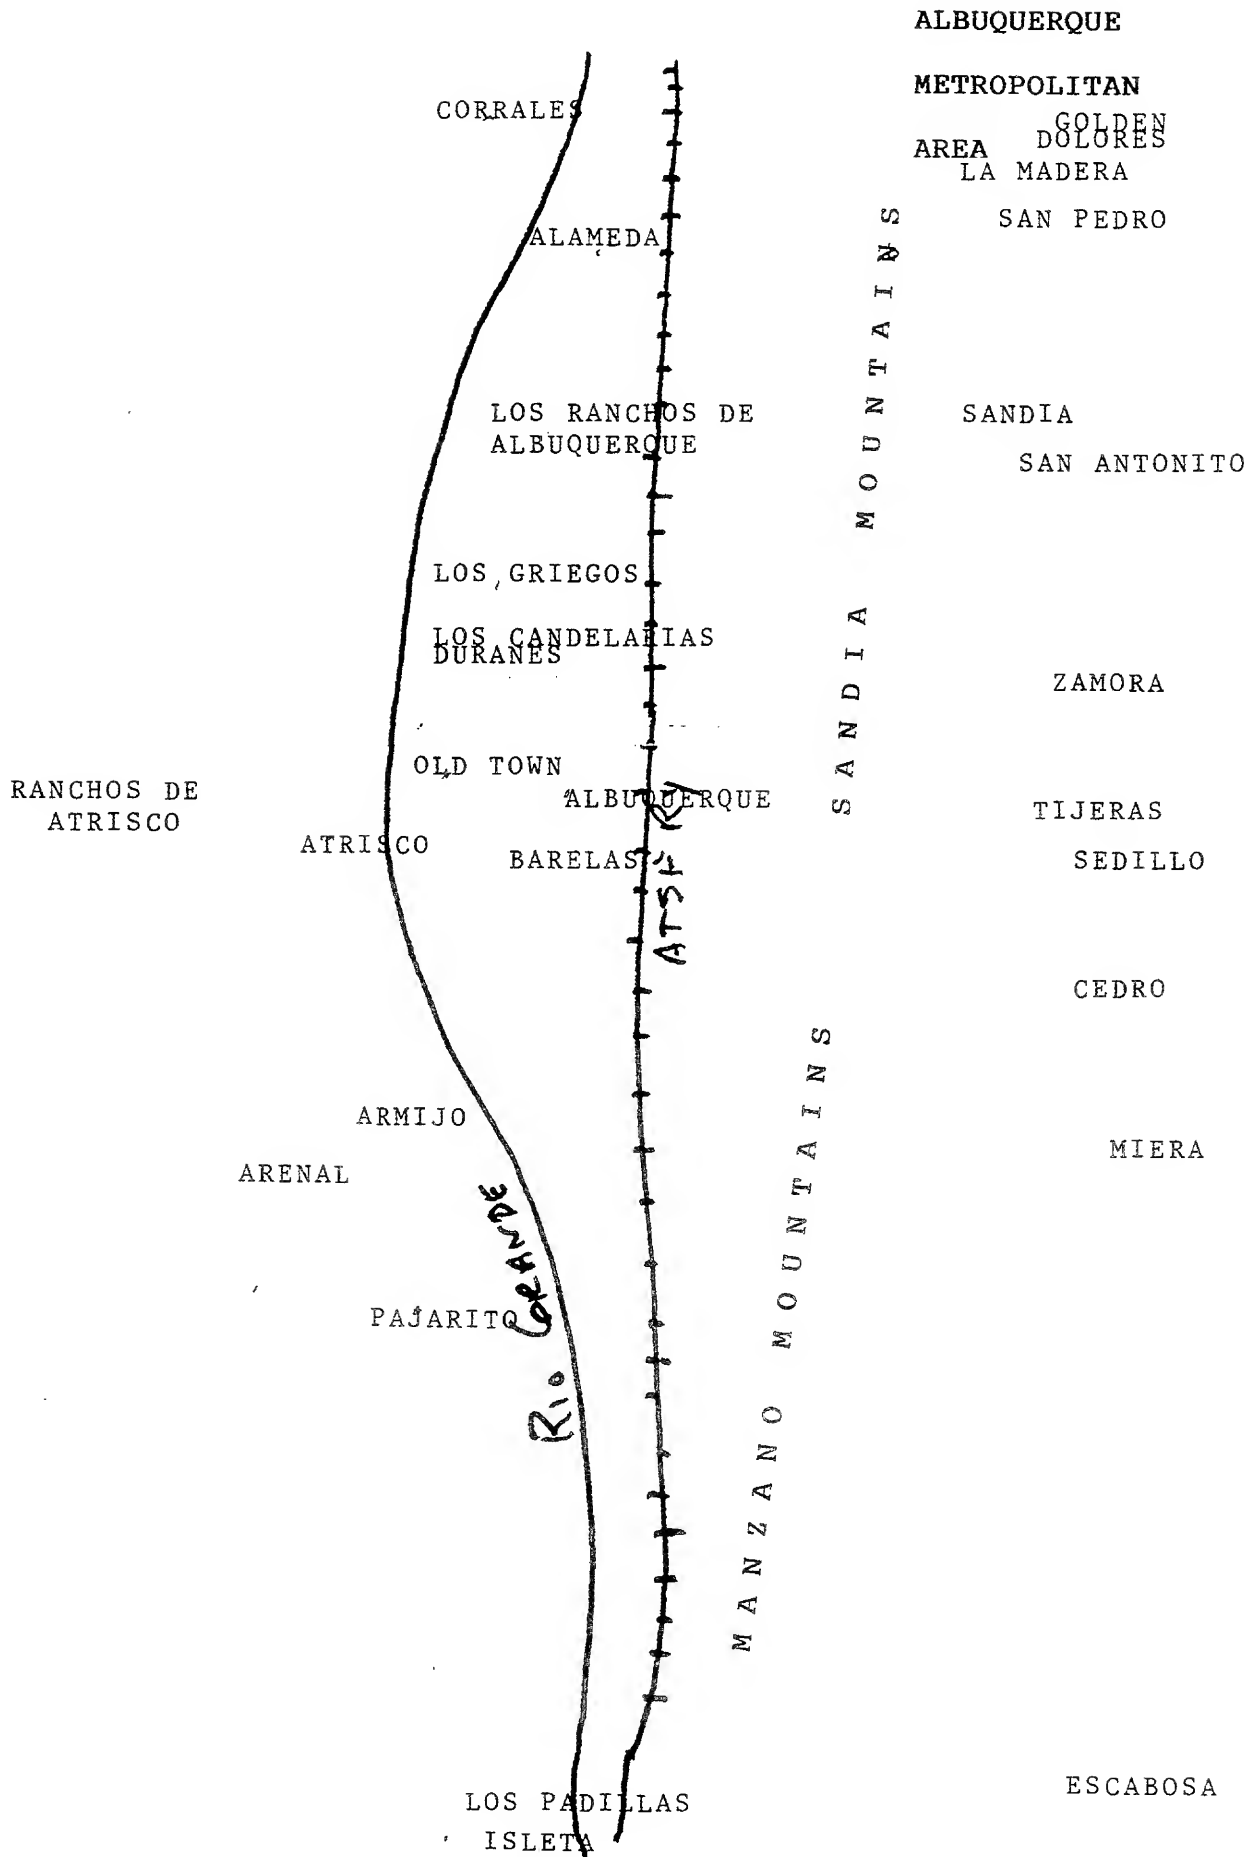 ALBUQUERQUE
METROPOLITAN
AREA
CORRALES
GOLDEN
DOLORES
LA MADERA
SAN PEDRO
ALAMEDA
SANDIA MOUNTAINS
LOS RANCHOS DE
ALBUQUERQUE
SANDIA
SAN ANTONITO
LOS GRIEGOS
LOS CANDELARIAS
DURANES
ZAMORA
OLD TOWN
RANCHOS DE
ATRISCO
ALBUQUERQUE
TIJERAS
ATRISCO
BARELAS
SEDILLO
ATSF RY
CEDRO
MANZANO MOUNTAINS
ARMIJO
MIERA
ARENAL
RIO GRANDE
PAJARITO
ESCABOSA
LOS PADILLAS
ISLETA